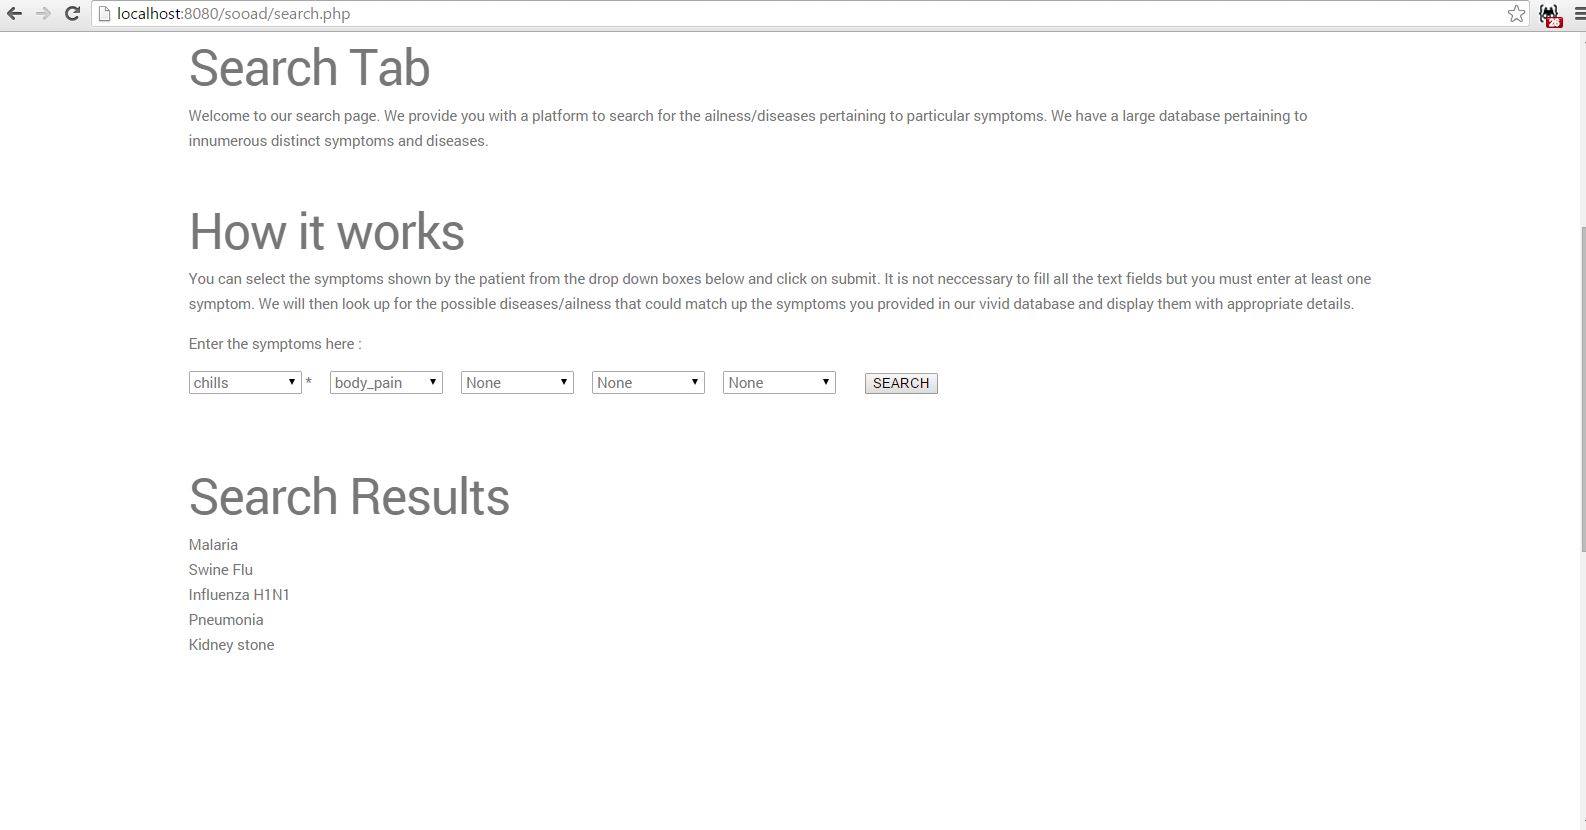 localhost:8080/sooad/search.php
26
Search Tab
Welcome to our search page. We provide you with a platform to search for the ailness/diseases pertaining to particular symptoms. We have a large database pertaining to
innumerous distinct symptoms and diseases.
How it works
You can select the symptoms shown by the patient from the drop down boxes below and click on submit. It is not neccessary to fill all the text fields but you must enter at least one
symptom. We will then look up for the possible diseases/ailness that could match up the symptoms you provided in our vivid database and display them with appropriate details.
Enter the symptoms here :
chills * body_pain None None None SEARCH
Search Results
Malaria
Swine Flu
Influenza H1N1
Pneumonia
Kidney stone